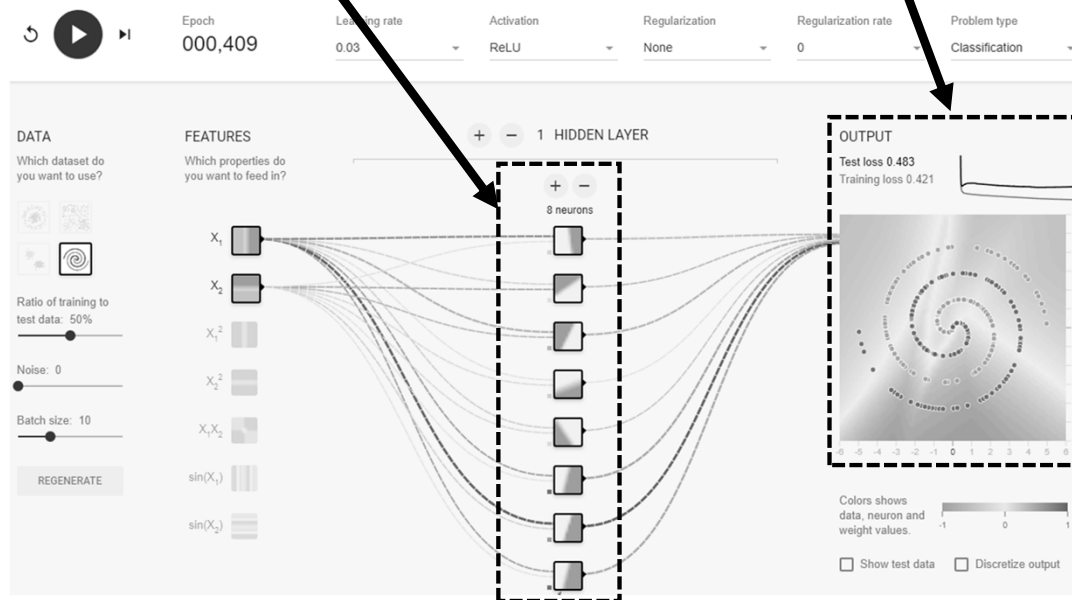 Epoch
000,409
Learning rate
0.03
Activation
ReLU
Regularization
None
Regularization rate
0
Problem type
Classification
DATA
Which dataset do
you want to use?
Ratio of training to
test data: 50%
Noise: 0
Batch size: 10
REGENERATE
FEATURES
Which properties do
you want to feed in?
X₁
X₂
X₁²
X₂²
X₁X₂
sin(X₁)
sin(X₂)
+ − 1 HIDDEN LAYER
+ −
8 neurons
OUTPUT
Test loss 0.483
Training loss 0.421
-6 -5 -4 -3 -2 -1 0 1 2 3 4 5 6
Colors shows
data, neuron and
weight values.
-1 0 1
Show test data
Discretize output